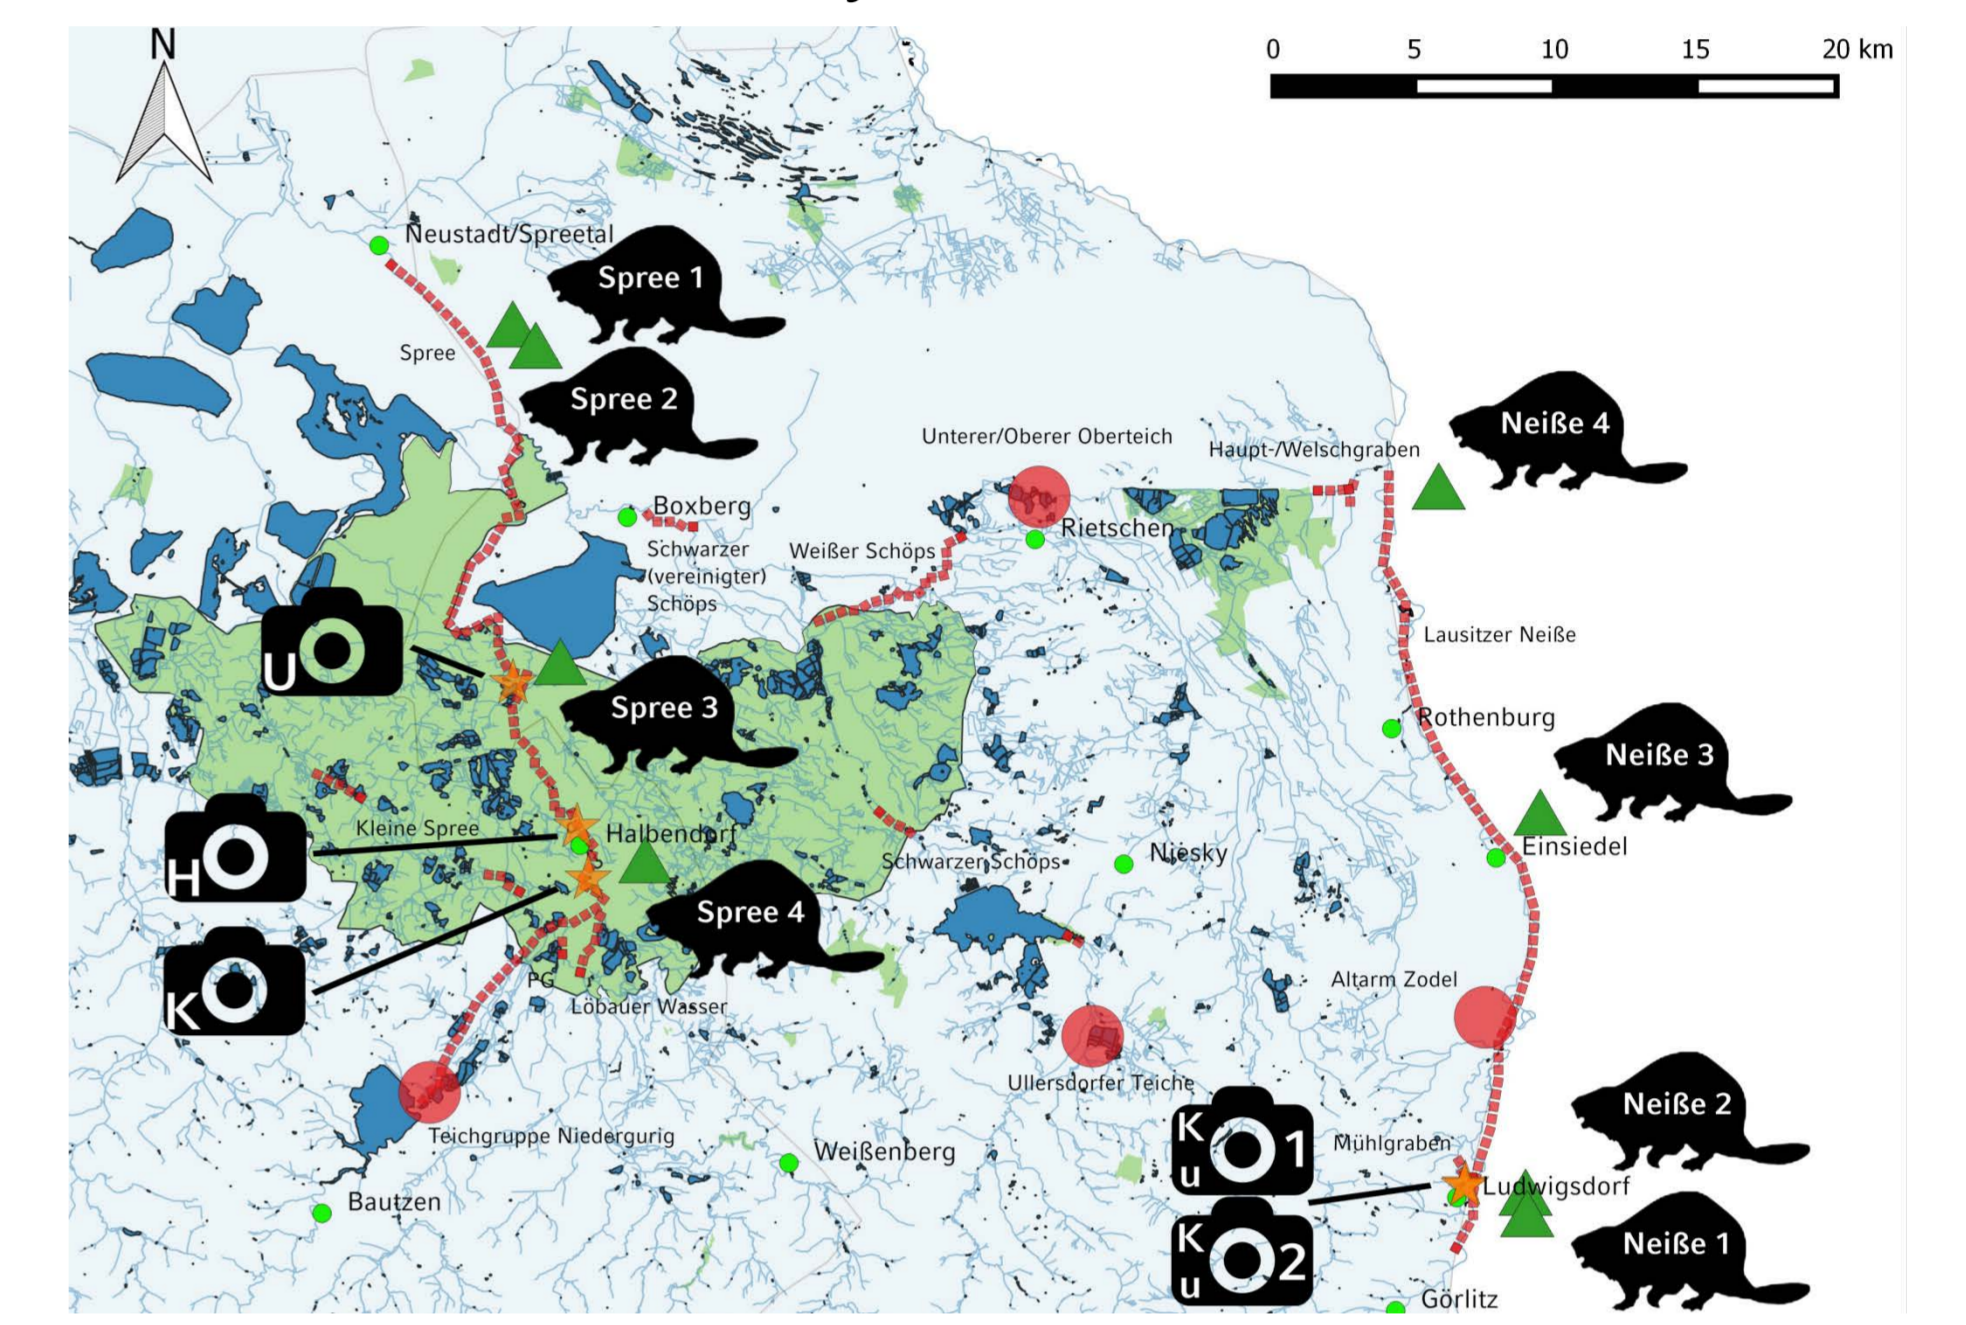 N
0 5 10 15 20 km
Neustadt/Spreetal
Spree 1
Spree
Spree 2
Neiße 4
Unterer/Oberer Oberteich
Haupt-/Welschgraben
Boxberg
Rietschen
Schwarzer
(vereinigter)
Schöps
Weißer Schöps
Lausitzer Neiße
U
Spree 3
Rothenburg
Neiße 3
Kleine Spree
Halbendorf
H
Einsiedel
Niesky
Schwarzer Schöps
Spree 4
K
PG
Löbauer Wasser
Altarm Zodel
Ullersdorfer Teiche
Neiße 2
Teichgruppe Niedergurig
Mühlgraben
K
u
1
Weißenberg
Ludwigsdorf
Bautzen
Neiße 1
K
u
2
Görlitz